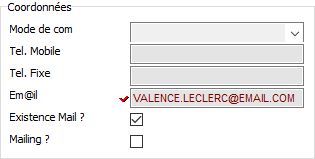 Coordonnées
Mode de com
Tel. Mobile
Tel. Fixe
Em@il VALENCE.LECLERC@EMAIL.COM
Existence Mail ?
Mailing ?